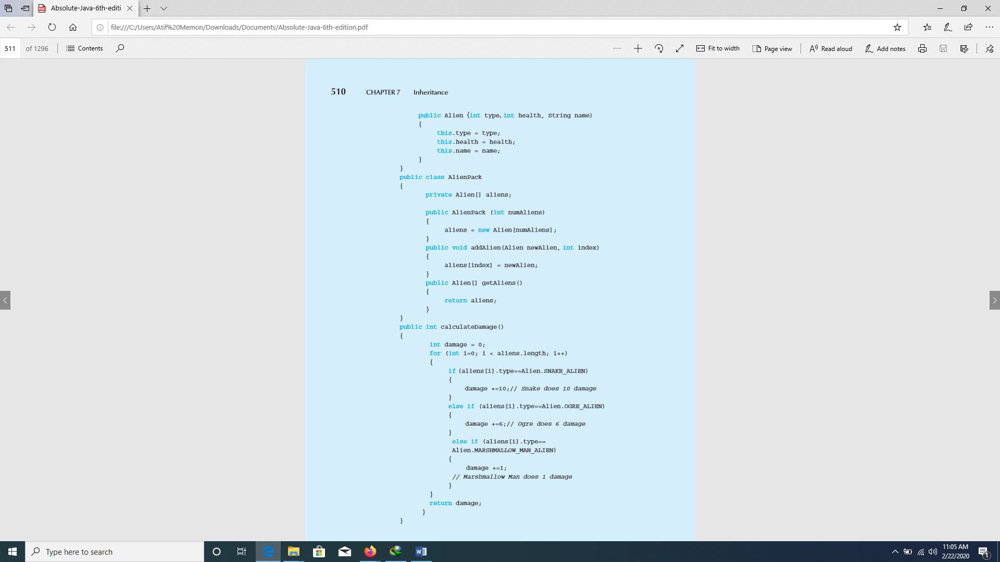 Absolute-Java-6th-editi
file:///C:/Users/Atif%20Memon/Downloads/Documents/Absolute-Java-6th-edition.pdf
511 of 1296 Contents Fit to width Page view Read aloud Add notes
510 CHAPTER 7 Inheritance
public Alien (int type, int health, String name)
{
this.type = type;
this.health = health;
this.name = name;
}
}
public class AlienPack
{
private Alien[] aliens;
public AlienPack (int numAliens)
{
aliens = new Alien[numAliens];
}
public void addAlien(Alien newAlien, int index)
{
aliens[index] = newAlien;
}
public Alien[] getAliens()
{
return aliens;
}
}
public int calculateDamage()
{
int damage = 0;
for (int i=0; i < aliens.length; i++)
{
if (aliens[i].type==Alien.SNAKE_ALIEN)
{
damage +=10;// Snake does 10 damage
}
else if (aliens[i].type==Alien.OGRE_ALIEN)
{
damage +=6;// Ogre does 6 damage
}
else if (aliens[i].type==
Alien.MARSHMALLOW_MAN_ALIEN)
{
damage +=1;
// Marshmallow Man does 1 damage
}
}
return damage;
}
}
Type here to search
11:05 AM
2/22/2020
1